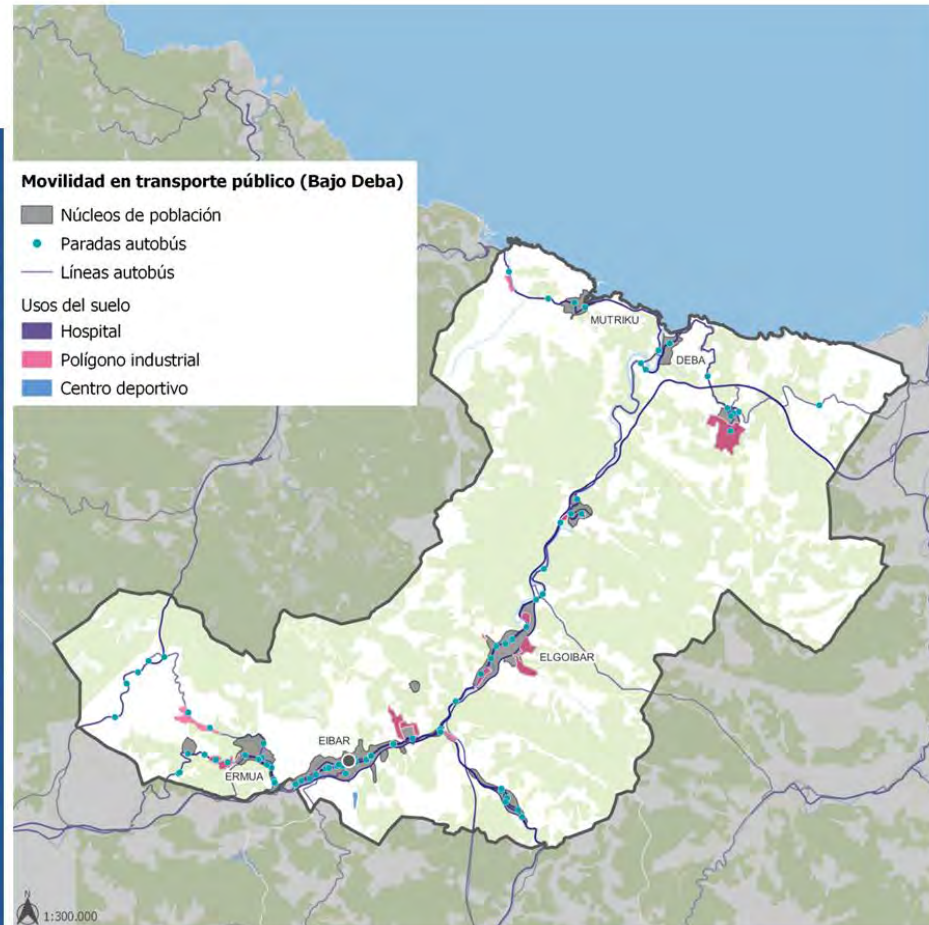 Movilidad en transporte público (Bajo Deba)
Núcleos de población
Paradas autobús
Líneas autobús
Usos del suelo
Hospital
Polígono industrial
Centro deportivo
MUTRIKU
DEBA
ELGOIBAR
EIBAR
ERMUA
N
1:300.000